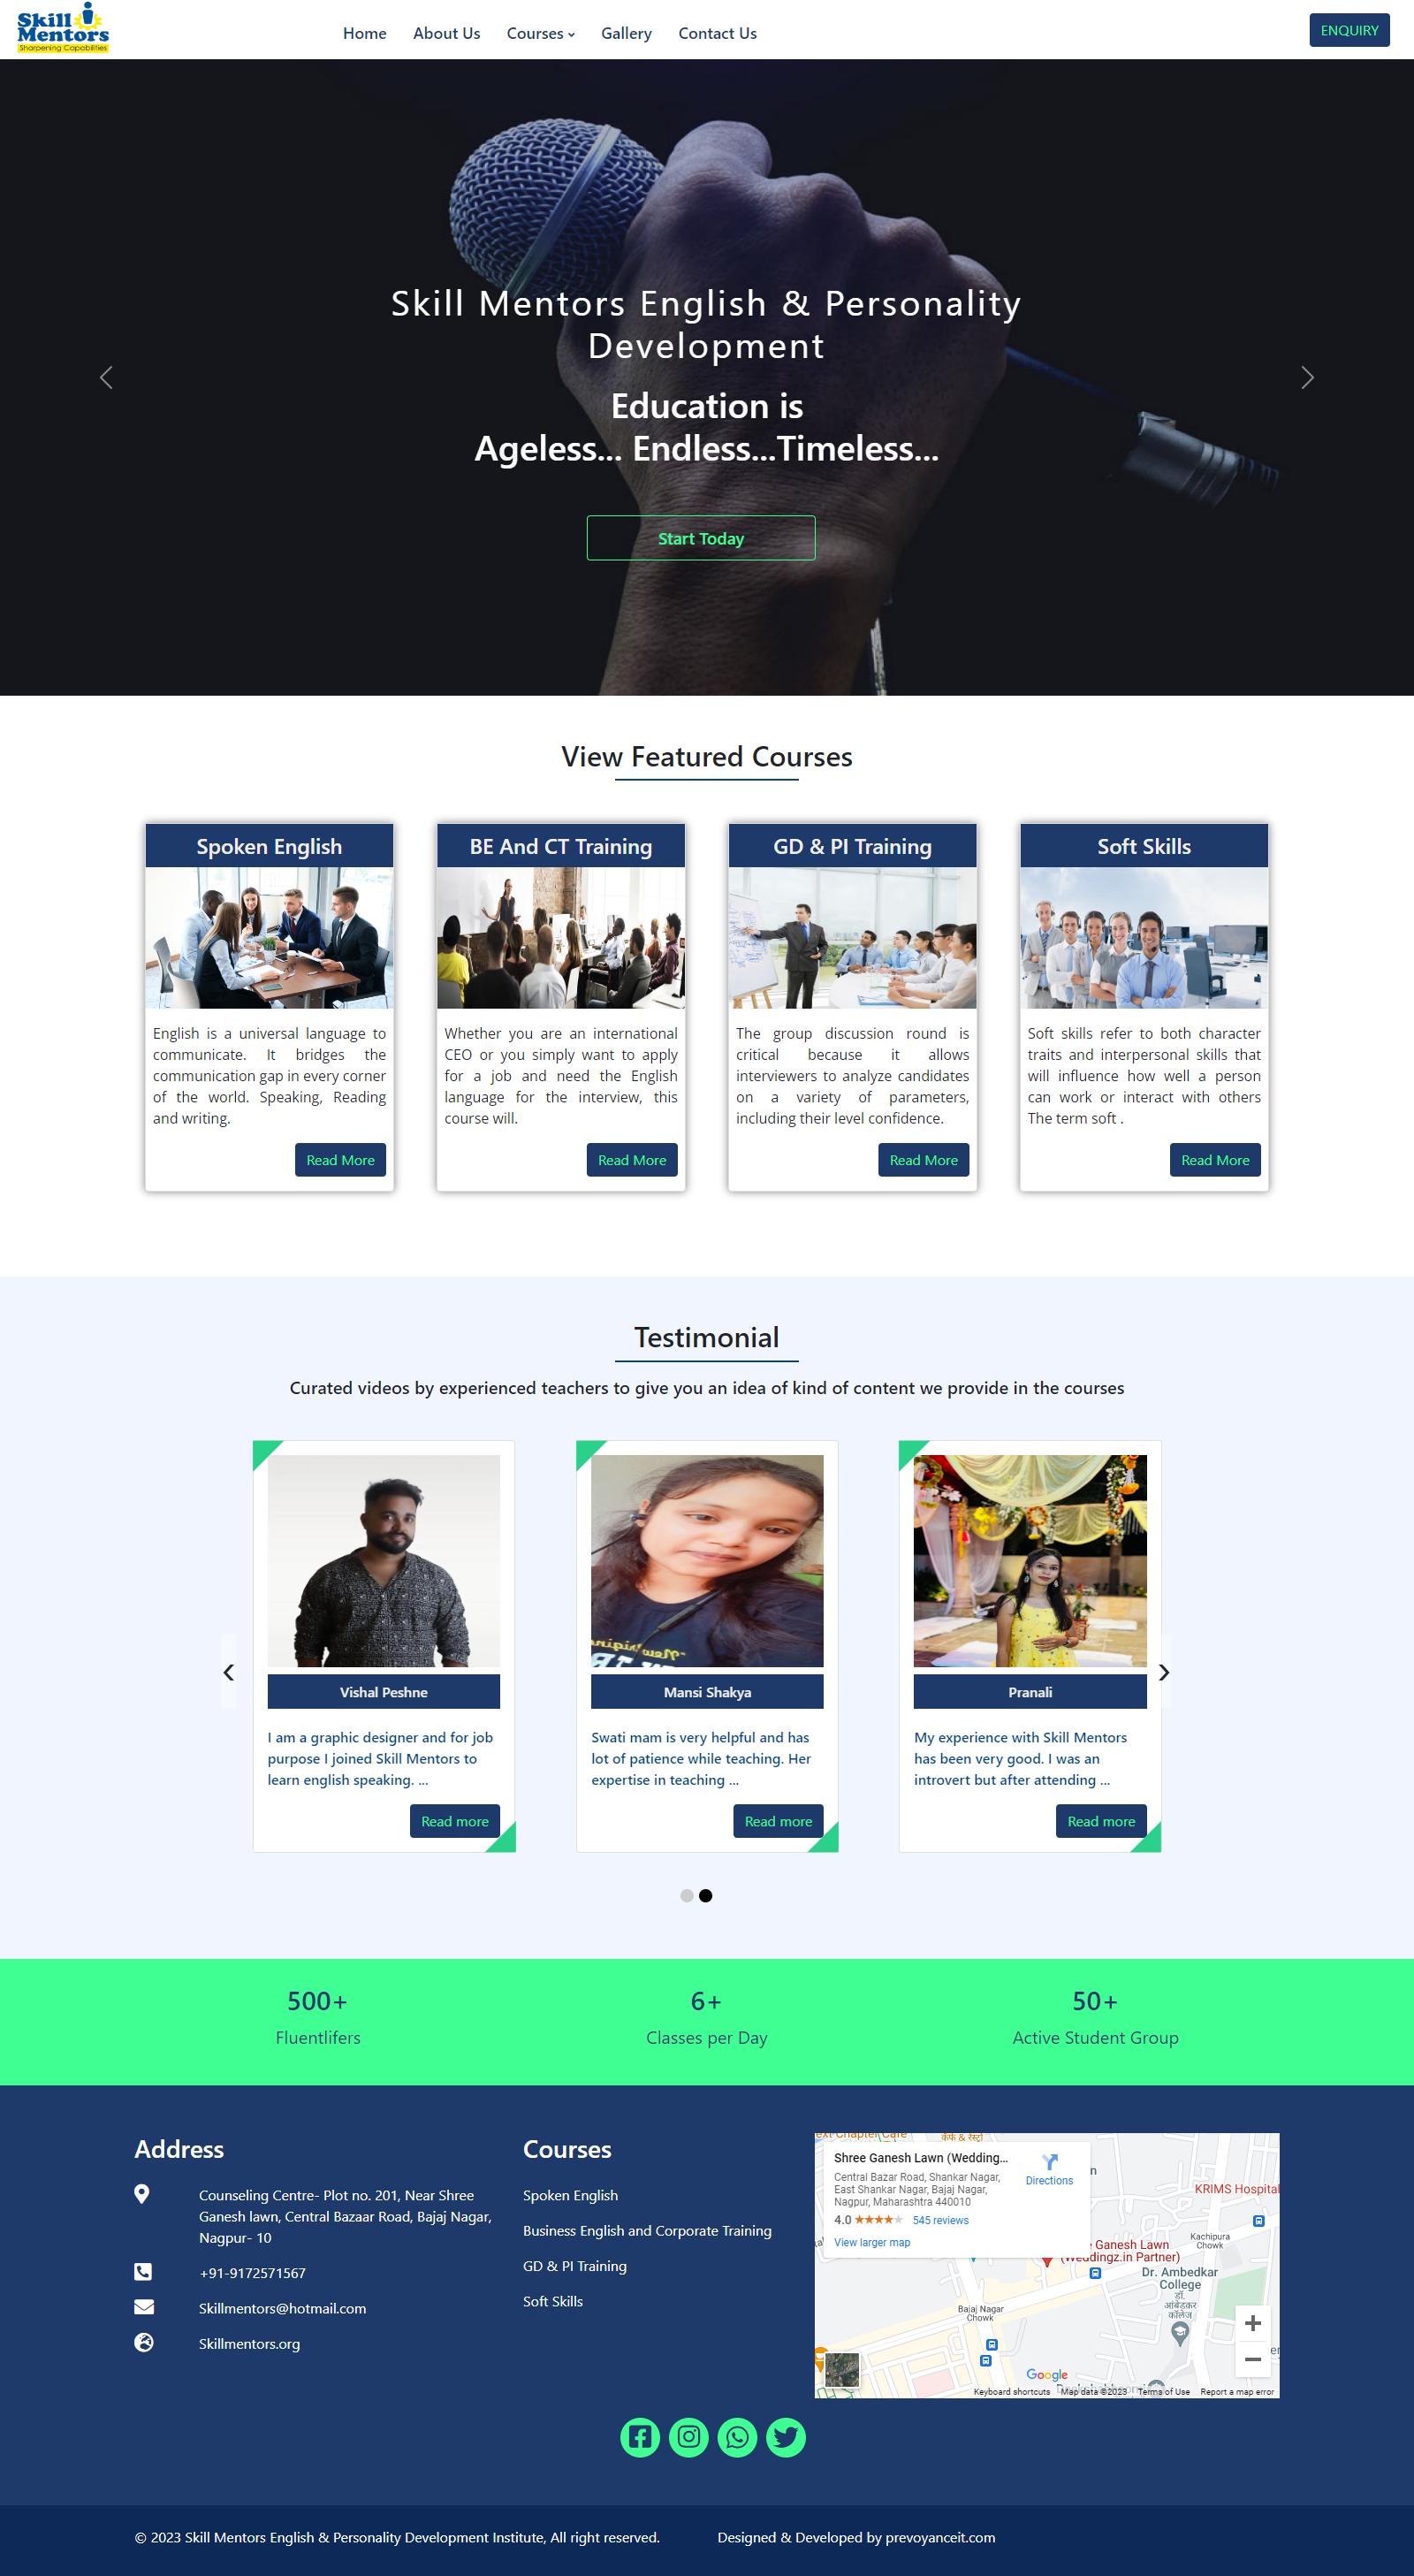 Skill
Mentors
Sharpening Capabilities
Home
About Us
Courses
Gallery
Contact Us
ENQUIRY
Skill Mentors English & Personality
Development
Education is
Ageless... Endless...Timeless...
Start Today
View Featured Courses
Spoken English
English is a universal language to
communicate. It bridges the
communication gap in every corner
of the world. Speaking, Reading
and writing.
Read More
BE And CT Training
Whether you are an international
CEO or you simply want to apply
for a job and need the English
language for the interview, this
course will.
Read More
GD & PI Training
The group discussion round is
critical because it allows
interviewers to analyze candidates
on a variety of parameters,
including their level confidence.
Read More
Soft Skills
Soft skills refer to both character
traits and interpersonal skills that
will influence how well a person
can work or interact with others
The term soft .
Read More
Testimonial
Curated videos by experienced teachers to give you an idea of kind of content we provide in the courses
Vishal Peshne
I am a graphic designer and for job
purpose I joined Skill Mentors to
learn english speaking. ...
Read more
Mansi Shakya
Swati mam is very helpful and has
lot of patience while teaching. Her
expertise in teaching ...
Read more
Pranali
My experience with Skill Mentors
has been very good. I was an
introvert but after attending ...
Read more
500+
Fluentlifers
6+
Classes per Day
50+
Active Student Group
Address
Counseling Centre- Plot no. 201, Near Shree
Ganesh lawn, Central Bazaar Road, Bajaj Nagar,
Nagpur- 10
+91-9172571567
Skillmentors@hotmail.com
Skillmentors.org
Courses
Spoken English
Business English and Corporate Training
GD & PI Training
Soft Skills
Shree Ganesh Lawn (Wedding...
Central Bazar Road, Shankar Nagar,
East Shankar Nagar, Bajaj Nagar,
Nagpur, Maharashtra 440010
4.0
545 reviews
View larger map
Directions
KRIMS Hospital
Kachipura
Chowk
Ganesh Lawn
(Weddingz.in Partner)
Dr. Ambedkar
College
डॉ.
आंबेडकर
कॉलेज
Bajaj Nagar
Chowk
Google
Keyboard shortcuts
Map data ©2023
Terms of Use
Report a map error
© 2023 Skill Mentors English & Personality Development Institute, All right reserved.
Designed & Developed by prevoyanceit.com